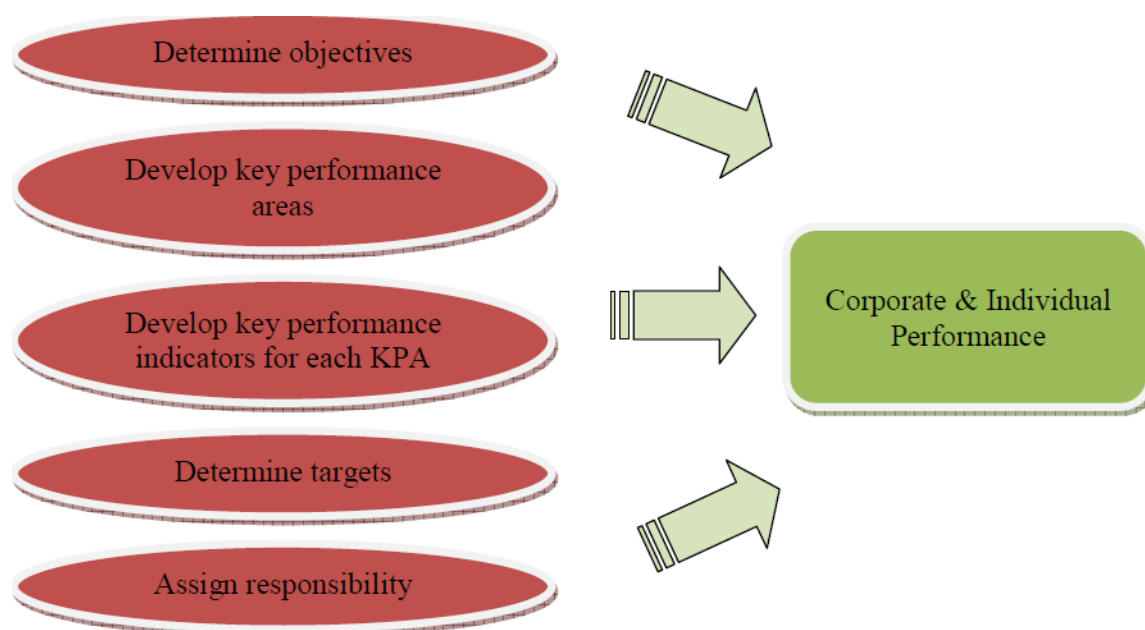 Determine objectives
Develop key performance
areas
Develop key performance
indicators for each KPA
Determine targets
Assign responsibility
Corporate & Individual
Performance